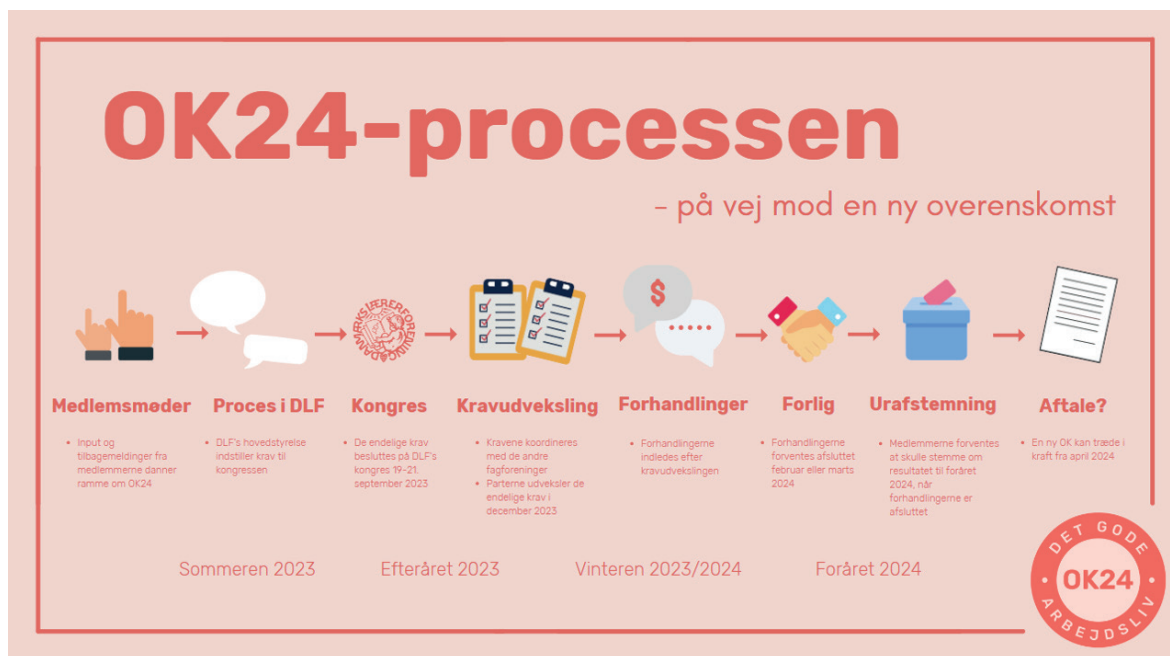 OK24-processen
- på vej mod en ny overenskomst
$
DANMARKS LÆRERFORENING
Medlemsmøder
• Input og
tilbagemeldinger fra
medlemmerne danner
ramme om OK24
Proces i DLF
• DLF's hovedstyrelse
indstiller krav til
kongressen
Kongres
• De endelige krav
besluttes på DLF's
kongres 19-21.
september 2023
Kravudveksling
• Kravene koordineres
med de andre
fagforeninger
• Parterne udveksler de
endelige krav i
december 2023
Forhandlinger
• Forhandlingerne
indledes efter
kravudvekslingen
Forlig
• Forhandlingerne
forventes afsluttet
februar eller marts
2024
Urafstemning
• Medlemmerne forventes
at skulle stemme om
resultatet til foråret
2024, når
forhandlingerne er
afsluttet
Aftale?
• En ny OK kan træde i
kraft fra april 2024
Sommeren 2023
Efteråret 2023
Vinteren 2023/2024
Foråret 2024
DET GODE
OK24
ARBEJDSLIV